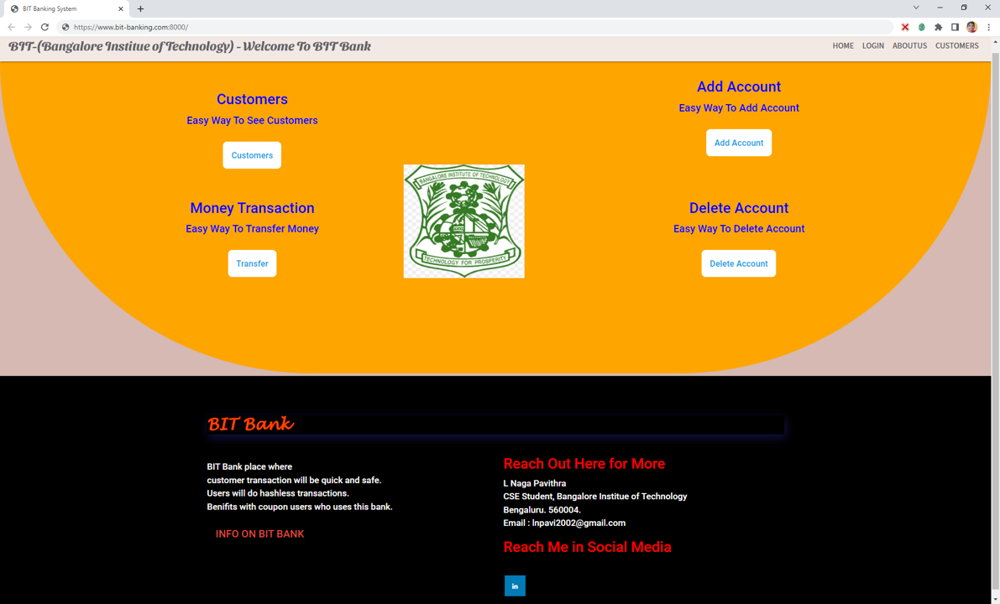 BIT Banking System
https://www.bit-banking.com:8000/
BIT-(Bangalore Institue of Technology) - Welcome To BIT Bank
HOME LOGIN ABOUTUS CUSTOMERS
Customers
Easy Way To See Customers
Customers
Add Account
Easy Way To Add Account
Add Account
BANGALORE INSTITUTE OF TECHNOLOGY
TECHNOLOGY FOR PROSPERITY
Money Transaction
Easy Way To Transfer Money
Transfer
Delete Account
Easy Way To Delete Account
Delete Account
BIT Bank
BIT Bank place where
customer transaction will be quick and safe.
Users will do hashless transactions.
Benifits with coupon users who uses this bank.
INFO ON BIT BANK
Reach Out Here for More
L Naga Pavithra
CSE Student, Bangalore Institue of Technology
Bengaluru. 560004.
Email : lnpavi2002@gmail.com
Reach Me in Social Media
in